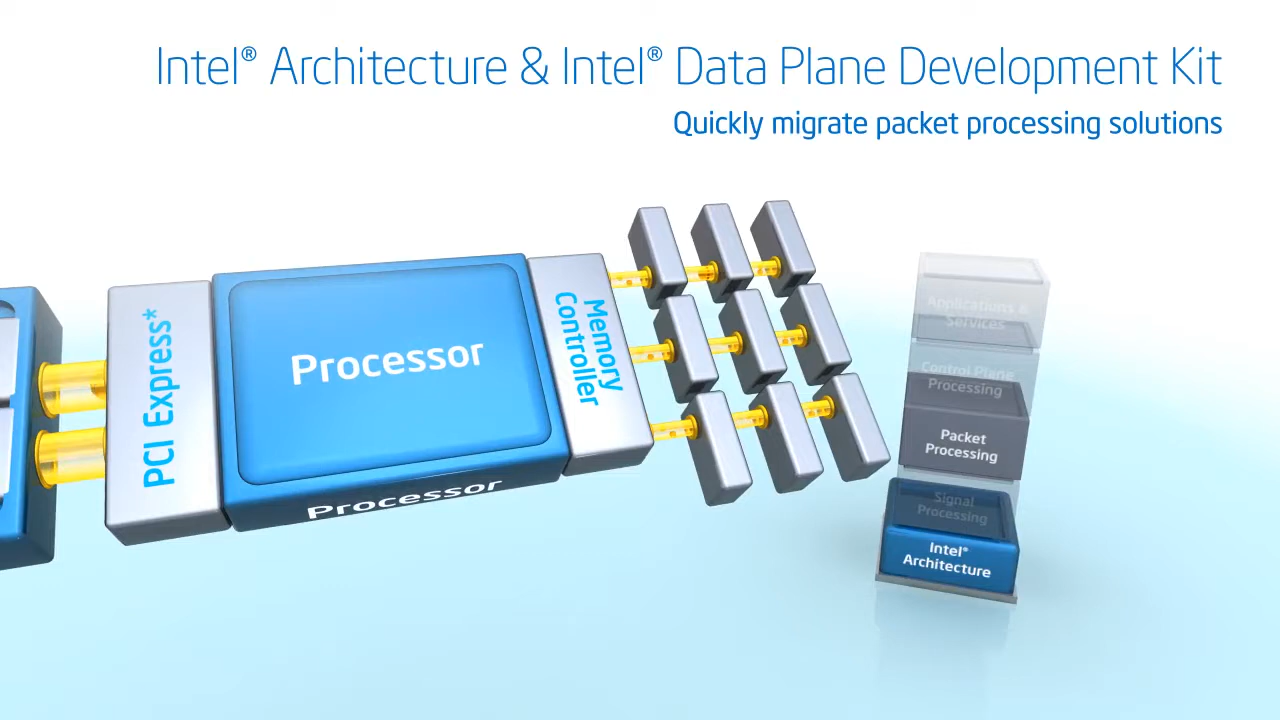 Intel® Architecture & Intel® Data Plane Development Kit
Quickly migrate packet processing solutions
PCI Express*
Processor
Processor
Memory
Controller
Applications &
Services
Control Plane
Processing
Packet
Processing
Signal
Processing
Intel®
Architecture